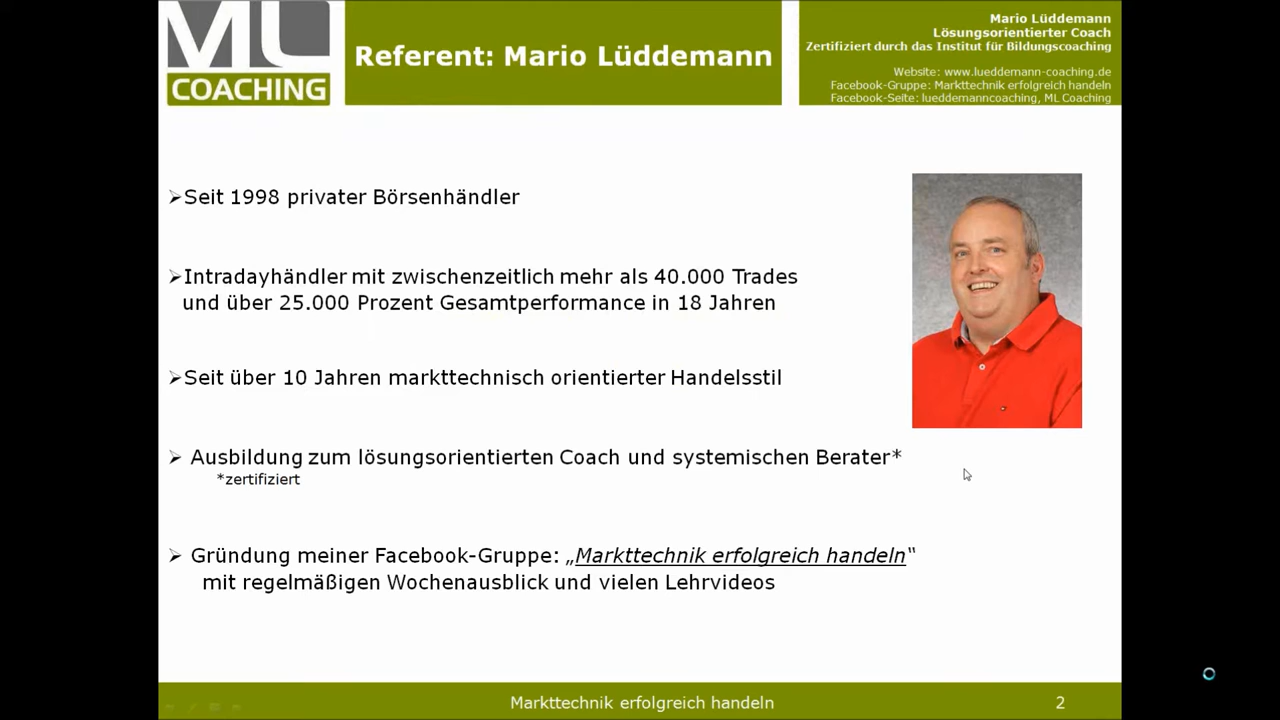 ML
COACHING
Referent: Mario Lüddemann
Mario Lüddemann
Lösungsorientierter Coach
Zertifiziert durch das Institut für Bildungscoaching
Website: www.lueddemann-coaching.de
Facebook-Gruppe: Markttechnik erfolgreich handeln
Facebook-Seite: lueddemanncoaching, ML Coaching
➢Seit 1998 privater Börsenhändler
➢Intradayhändler mit zwischenzeitlich mehr als 40.000 Trades
und über 25.000 Prozent Gesamtperformance in 18 Jahren
➢Seit über 10 Jahren markttechnisch orientierter Handelsstil
➢ Ausbildung zum lösungsorientierten Coach und systemischen Berater*
*zertifiziert
➢ Gründung meiner Facebook-Gruppe: „Markttechnik erfolgreich handeln“
mit regelmäßigen Wochenausblick und vielen Lehrvideos
Markttechnik erfolgreich handeln
2